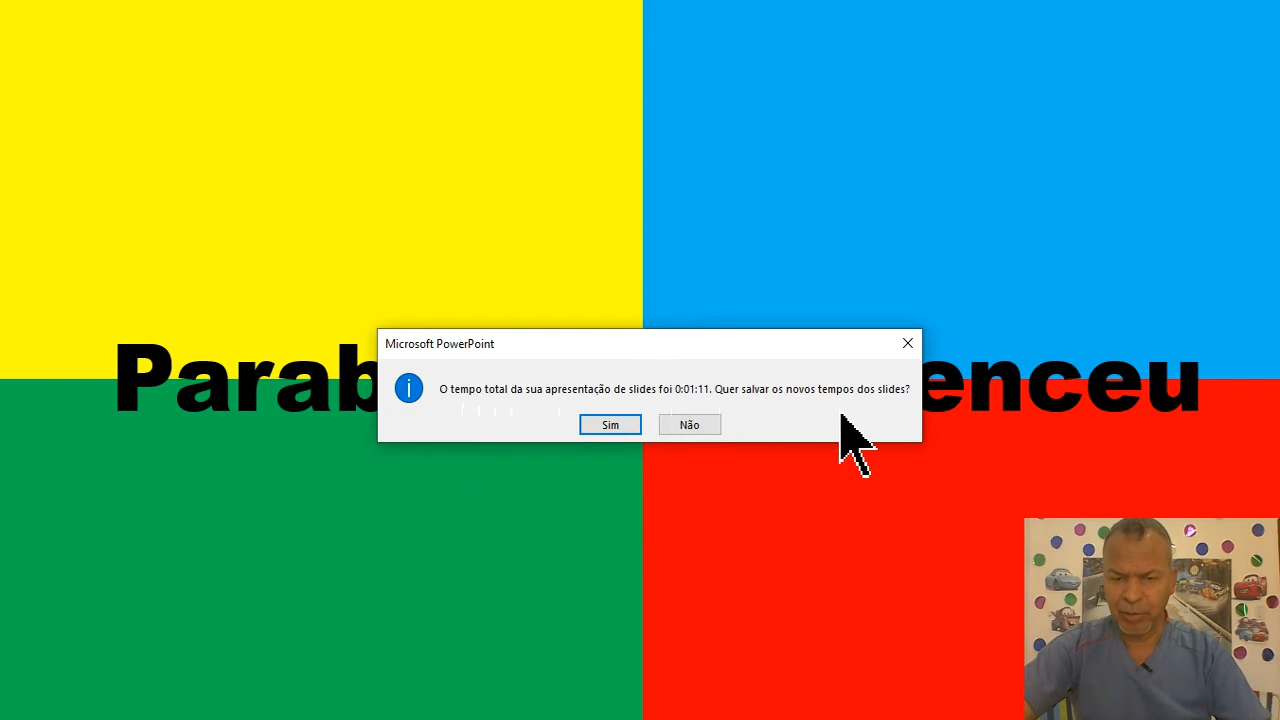 Microsoft PowerPoint
Parab enceu
O tempo total da sua apresentação de slides foi 0:01:11. Quer salvar os novos tempos dos slides?
Sim Não